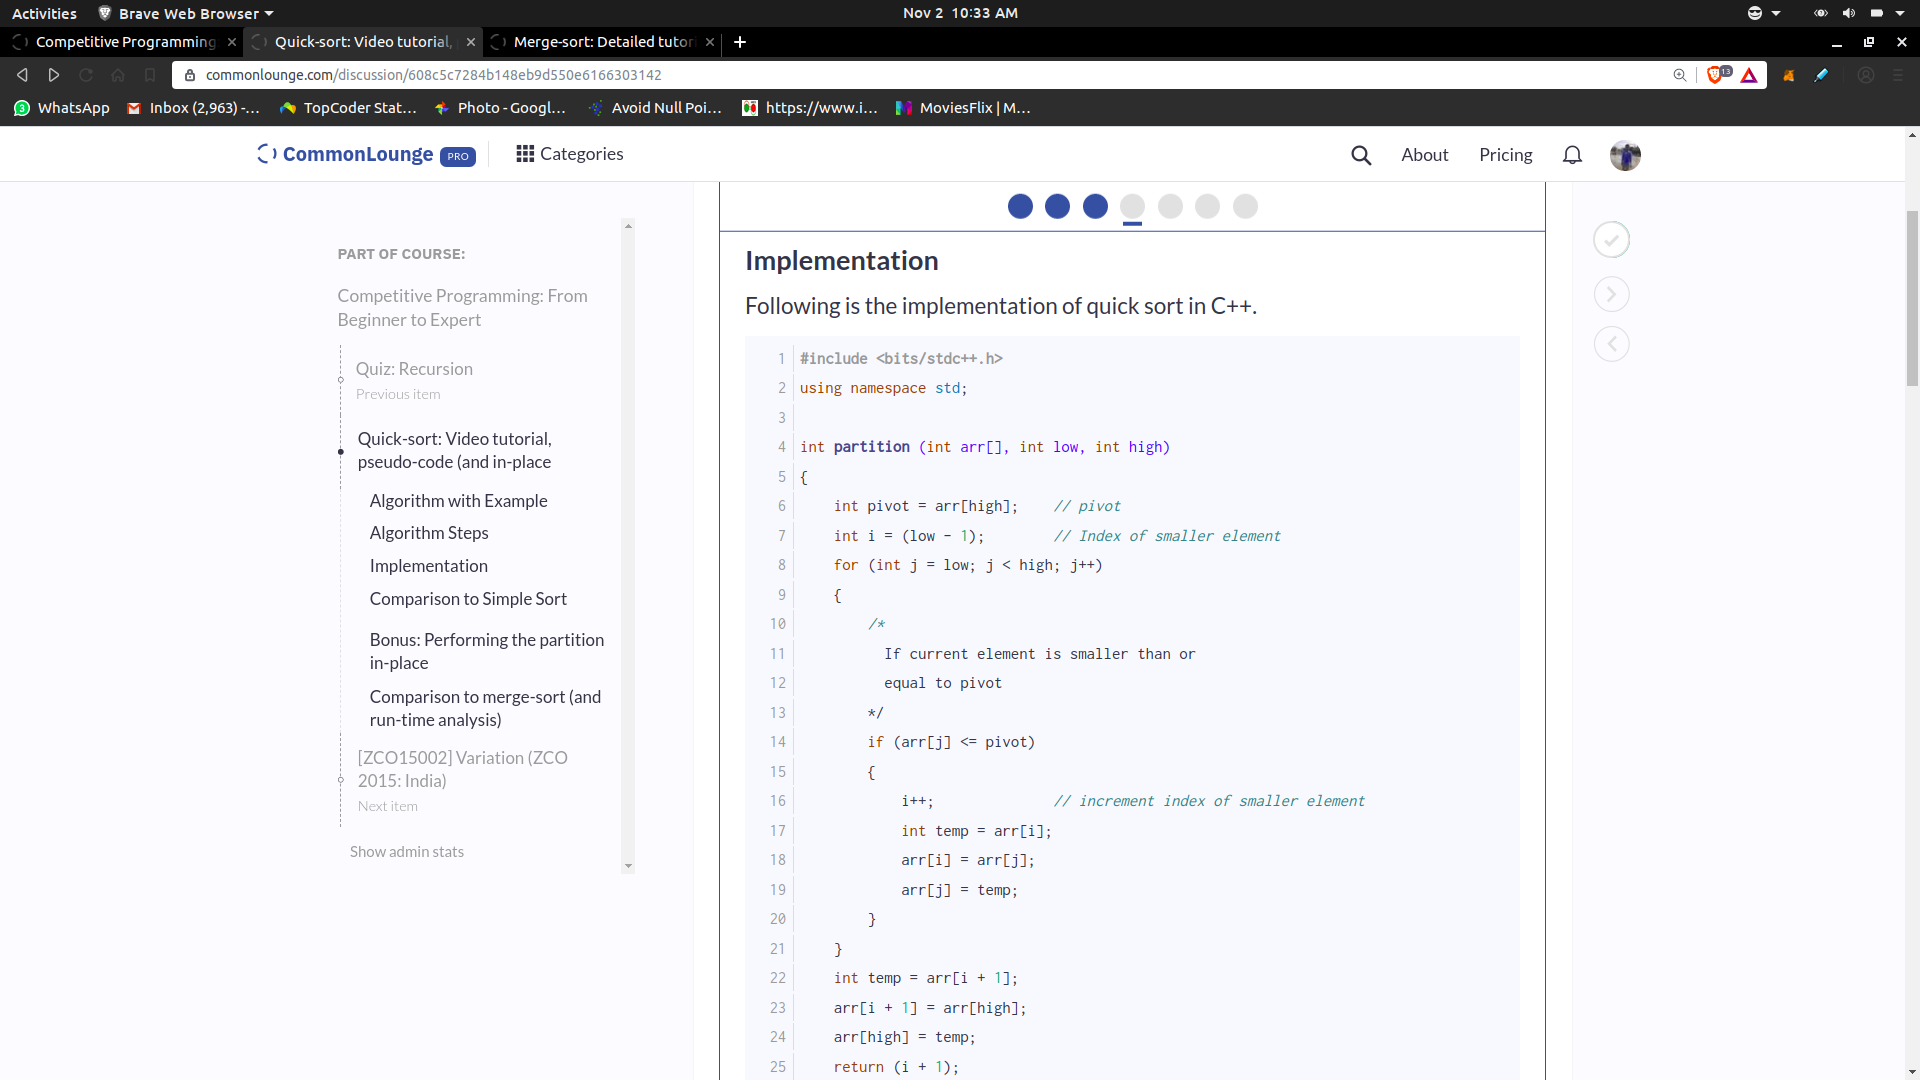 Activities Brave Web Browser Nov 2 10:33 AM
Competitive Programming Quick-sort: Video tutorial, Merge-sort: Detailed tutor
commonlounge.com/discussion/608c5c7284b148eb9d550e6166303142 13
WhatsApp Inbox (2,963) -... TopCoder Stat... Photo - Googl... Avoid Null Poi... https://www.i... MoviesFlix | M...
CommonLounge PRO Categories About Pricing
PART OF COURSE:
Competitive Programming: From
Beginner to Expert
Quiz: Recursion
Previous item
Quick-sort: Video tutorial,
pseudo-code (and in-place
Algorithm with Example
Algorithm Steps
Implementation
Comparison to Simple Sort
Bonus: Performing the partition
in-place
Comparison to merge-sort (and
run-time analysis)
[ZCO15002] Variation (ZCO
2015: India)
Next item
Show admin stats
Implementation
Following is the implementation of quick sort in C++.
1 #include <bits/stdc++.h>
2 using namespace std;
3
4 int partition (int arr[], int low, int high)
5 {
6     int pivot = arr[high];    // pivot
7     int i = (low - 1);        // Index of smaller element
8     for (int j = low; j < high; j++)
9     {
10         /*
11           If current element is smaller than or
12           equal to pivot
13         */
14         if (arr[j] <= pivot)
15         {
16             i++;              // increment index of smaller element
17             int temp = arr[i];
18             arr[i] = arr[j];
19             arr[j] = temp;
20         }
21     }
22     int temp = arr[i + 1];
23     arr[i + 1] = arr[high];
24     arr[high] = temp;
25     return (i + 1);